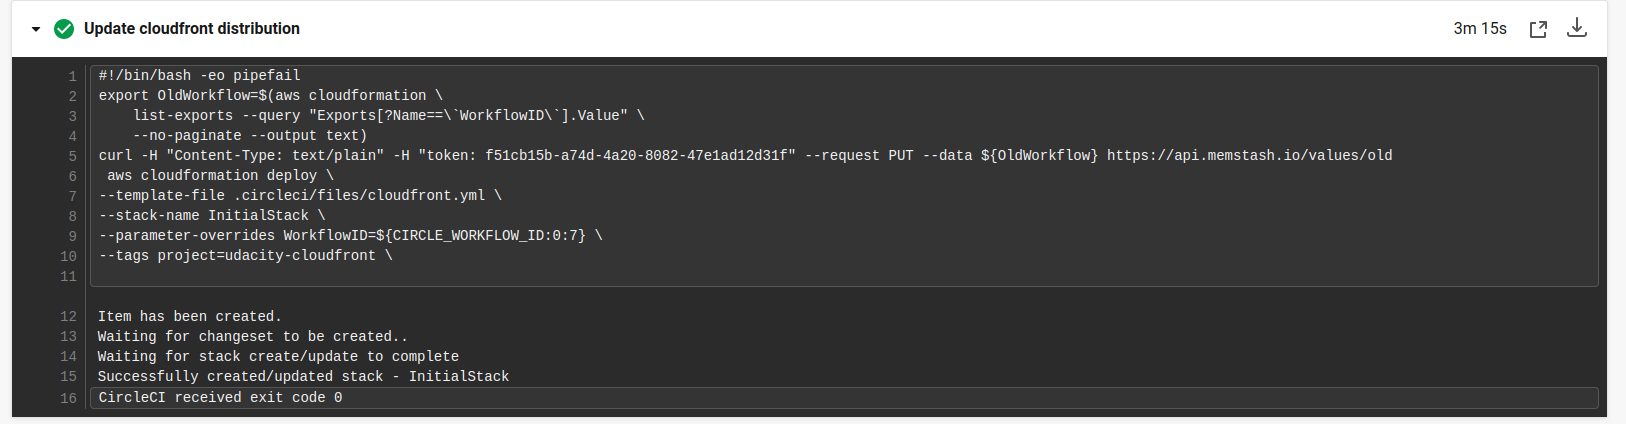 Update cloudfront distribution
3m 15s
1 #!/bin/bash -eo pipefail
2 export OldWorkflow=$(aws cloudformation \
3     list-exports --query "Exports[?Name==\`WorkflowID\`].Value" \
4     --no-paginate --output text)
5 curl -H "Content-Type: text/plain" -H "token: f51cb15b-a74d-4a20-8082-47e1ad12d31f" --request PUT --data ${OldWorkflow} https://api.memstash.io/values/old
6  aws cloudformation deploy \
7 --template-file .circleci/files/cloudfront.yml \
8 --stack-name InitialStack \
9 --parameter-overrides WorkflowID=${CIRCLE_WORKFLOW_ID:0:7} \
10 --tags project=udacity-cloudfront \
11
12 Item has been created.
13 Waiting for changeset to be created..
14 Waiting for stack create/update to complete
15 Successfully created/updated stack - InitialStack
16 CircleCI received exit code 0